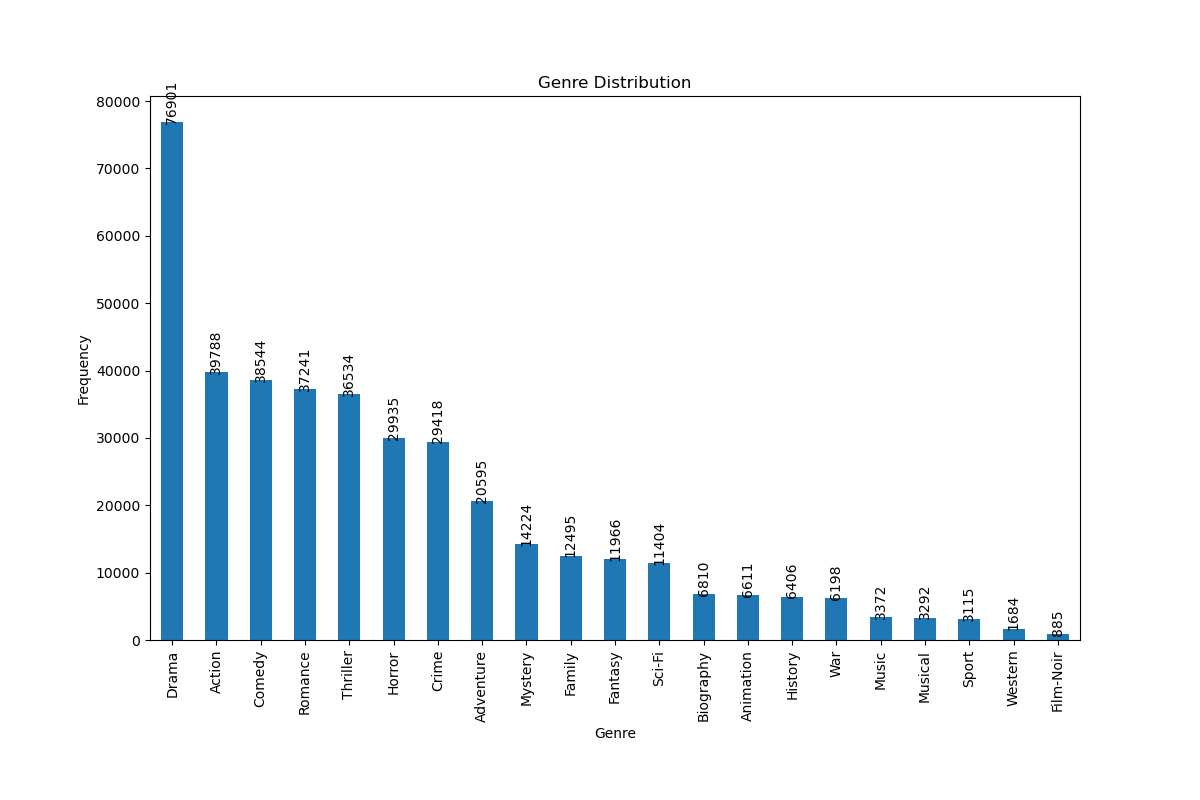 Genre Distribution
80000
70000
60000
50000
40000
30000
20000
10000
0
Frequency
76901
39788
38544
37241
36534
29935
29418
20595
14224
12495
11966
11404
6810
6611
6406
6198
3372
3292
3115
1684
885
Drama
Action
Comedy
Romance
Thriller
Horror
Crime
Adventure
Mystery
Family
Fantasy
Sci-Fi
Biography
Animation
History
War
Music
Musical
Sport
Western
Film-Noir
Genre